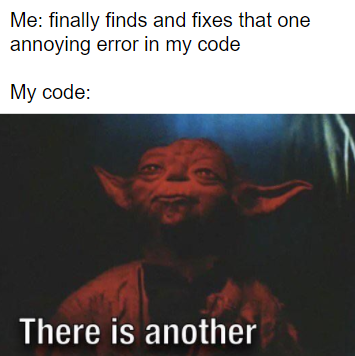 Me: finally finds and fixes that one
annoying error in my code
My code:
There is another